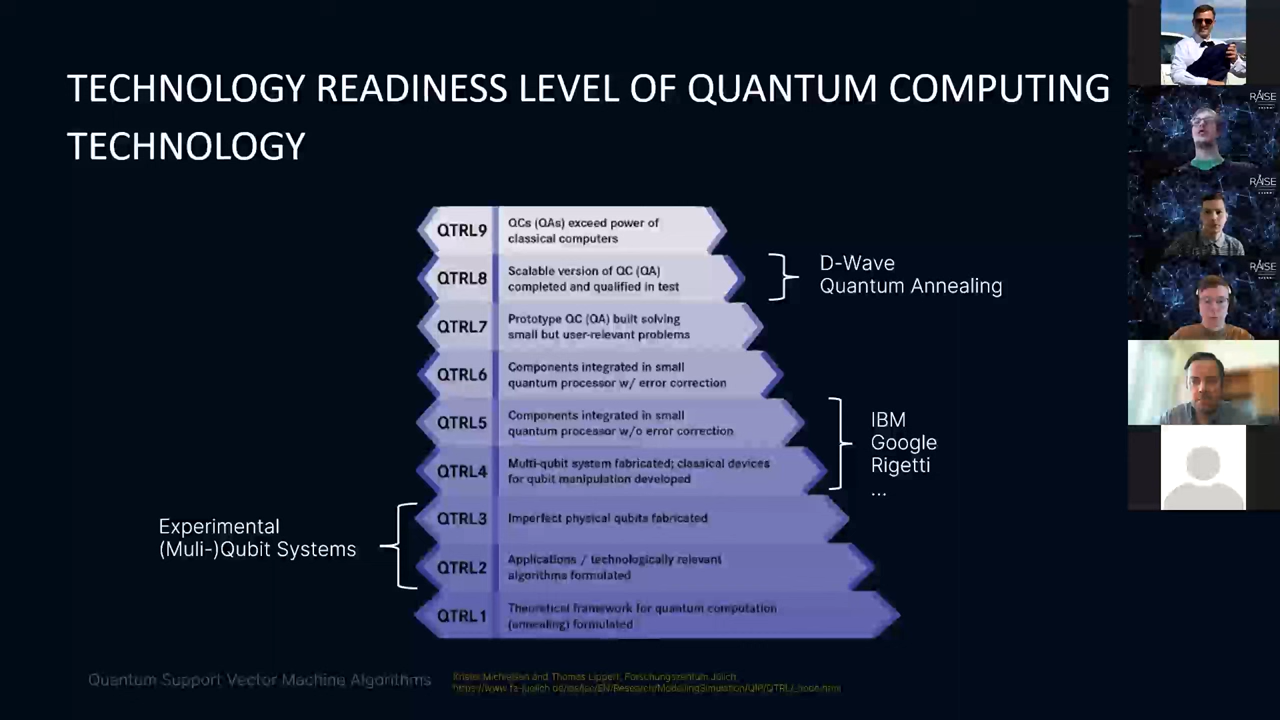 TECHNOLOGY READINESS LEVEL OF QUANTUM COMPUTING
TECHNOLOGY
QTRL9
QCs (QAs) exceed power of
classical computers
QTRL8
Scalable version of QC (QA)
completed and qualified in test
D-Wave
Quantum Annealing
QTRL7
Prototype QC (QA) built solving
small but user-relevant problems
QTRL6
Components integrated in small
quantum processor w/ error correction
QTRL5
Components integrated in small
quantum processor w/o error correction
IBM
Google
Rigetti
...
QTRL4
Multi-qubit system fabricated; classical devices
for qubit manipulation developed
Experimental
(Muli-)Qubit Systems
QTRL3
Imperfect physical qubits fabricated
QTRL2
Applications / technologically relevant
algorithms formulated
QTRL1
Theoretical framework for quantum computation
(annealing) formulated
Quantum Support Vector Machine Algorithms
and Thomas Lippert, Forschungszentrum Jülich
RAISE
RAISE
RAISE